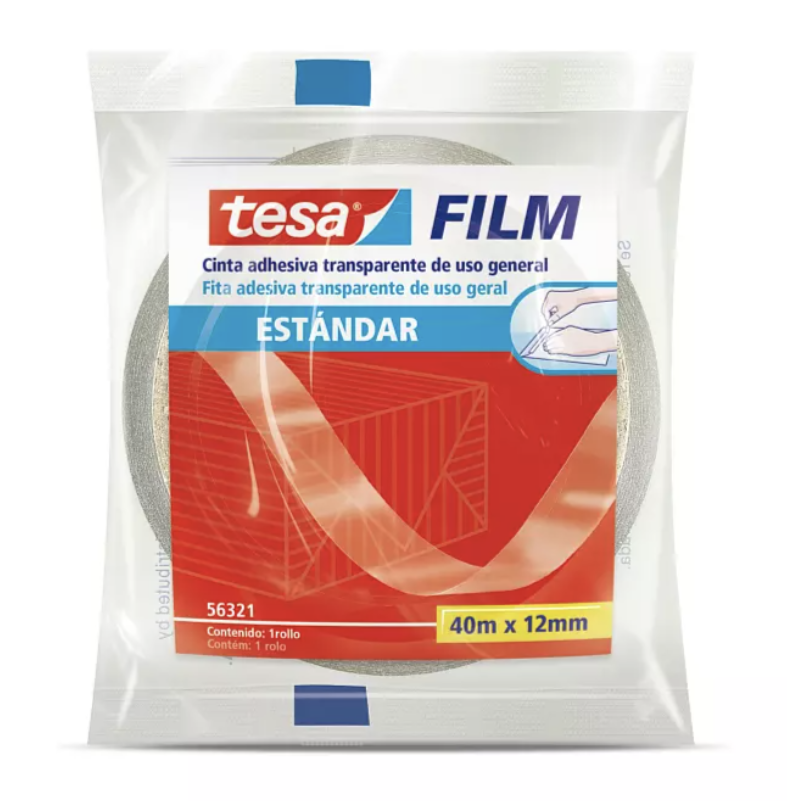 tesa® FILM
Cinta adhesiva transparente de uso general
Fita adesiva transparente de uso geral
ESTÁNDAR
56321
Contenido: 1rollo
Contém: 1 rolo
40m x 12mm